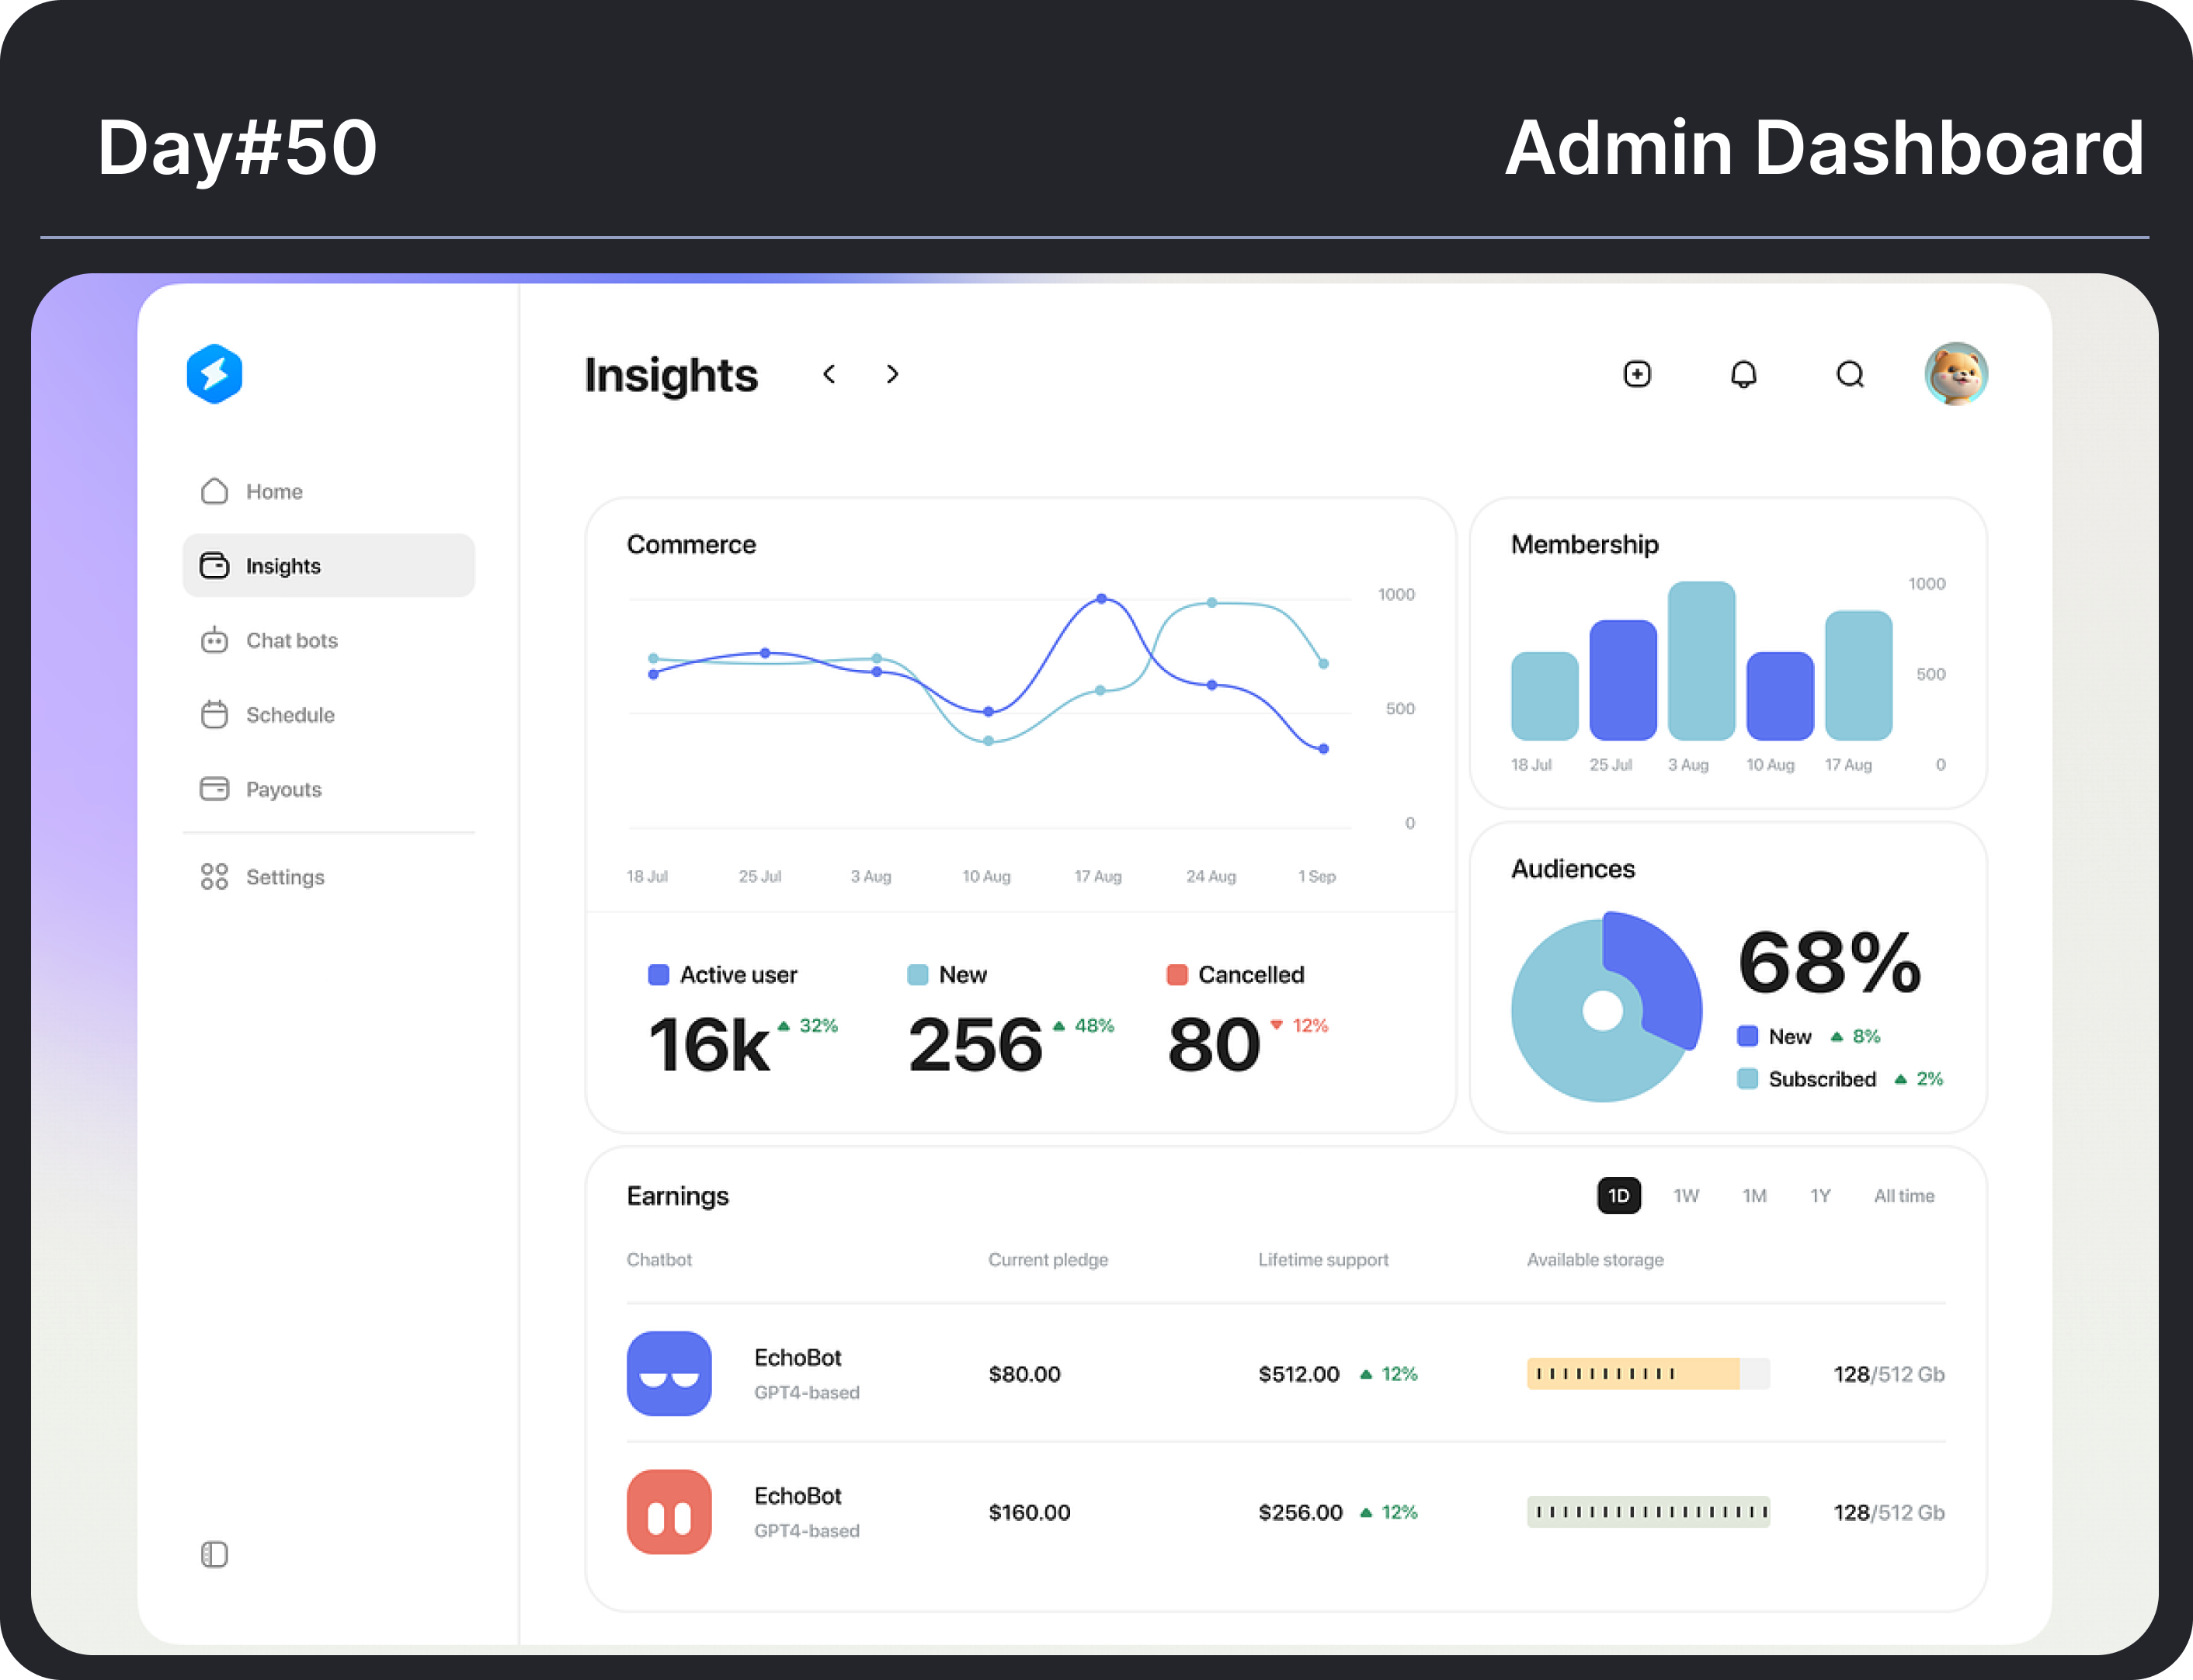 Day#50
Admin Dashboard
Insights
Home
Insights
Chat bots
Schedule
Payouts
Settings
Commerce
1000
500
0
18 Jul 25 Jul 3 Aug 10 Aug 17 Aug 24 Aug 1 Sep
Active user
16k 32%
New
256 48%
Cancelled
80 12%
Membership
1000
500
18 Jul 25 Jul 3 Aug 10 Aug 17 Aug 0
Audiences
68%
New 8%
Subscribed 2%
Earnings
1D 1W 1M 1Y All time
Chatbot Current pledge Lifetime support Available storage
EchoBot
GPT4-based
$80.00 $512.00 12% 128/512 Gb
EchoBot
GPT4-based
$160.00 $256.00 12% 128/512 Gb